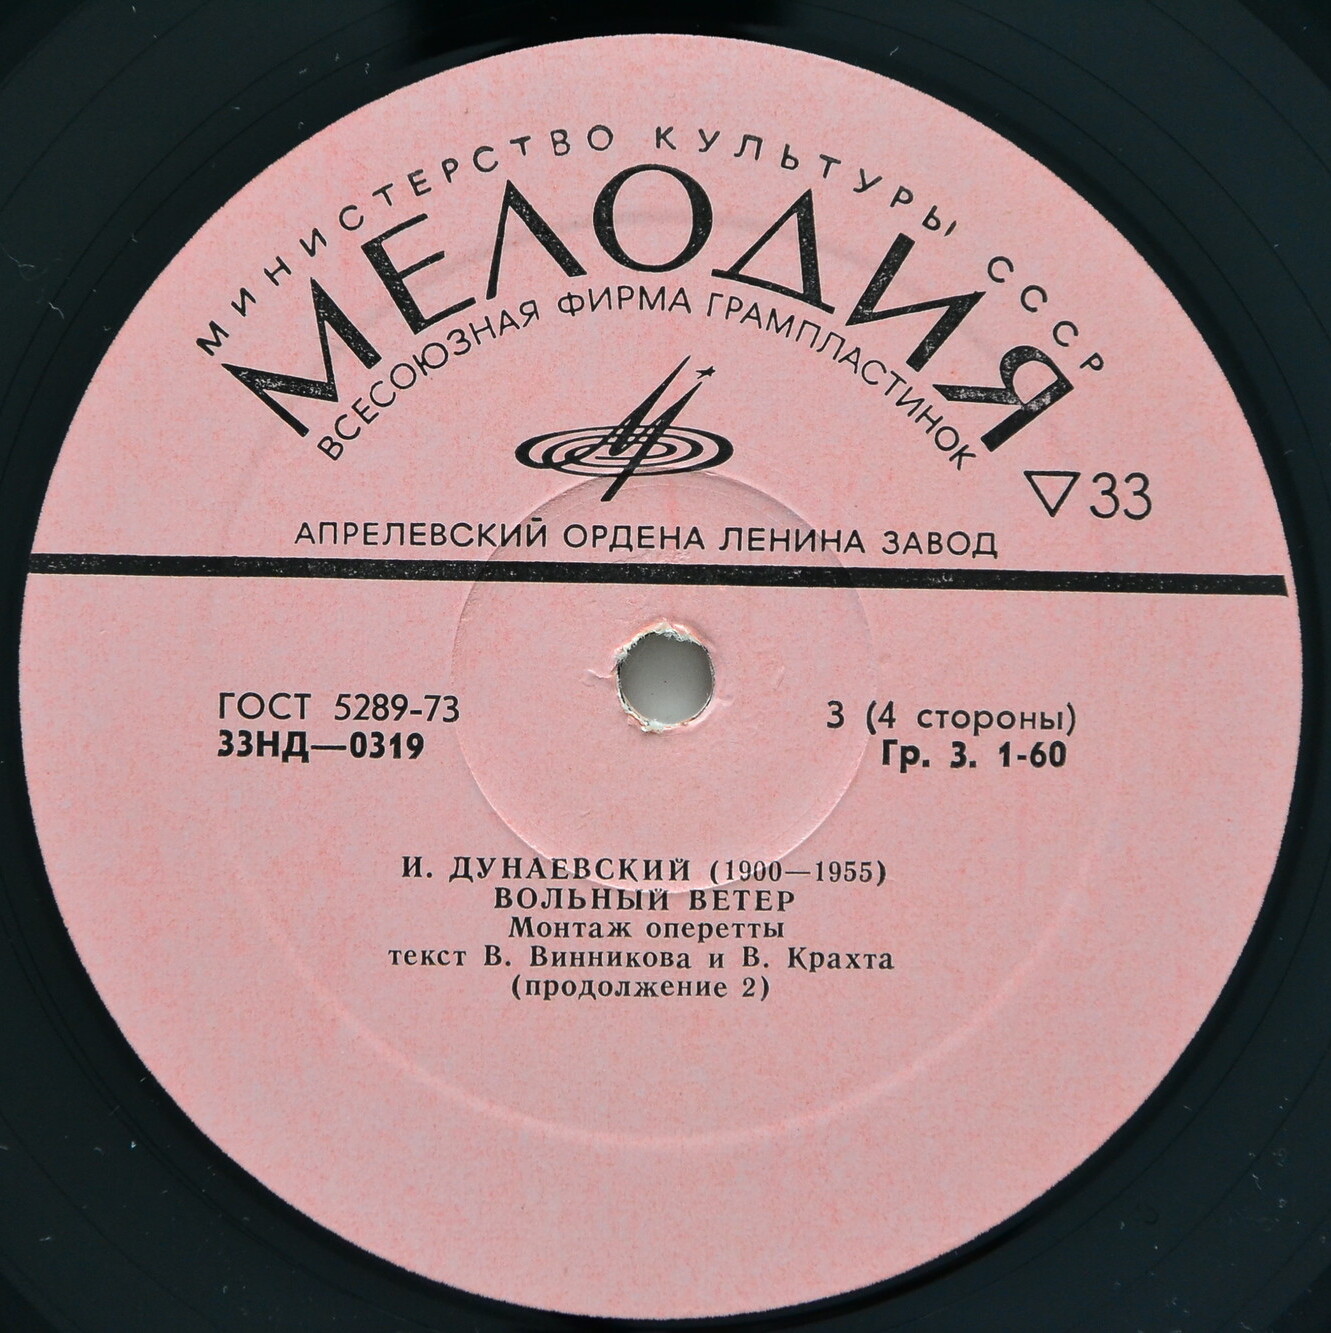 МИНИСТЕРСТВО КУЛЬТУРЫ СССР
МЕЛОДИЯ
ВСЕСОЮЗНАЯ ФИРМА ГРАМПЛАСТИНОК
33
АПРЕЛЕВСКИЙ ОРДЕНА ЛЕНИНА ЗАВОД
ГОСТ 5289-73
33НД—0319
3 (4 стороны)
Гр. 3. 1-60
И. ДУНАЕВСКИЙ (1900—1955)
ВОЛЬНЫЙ ВЕТЕР
Монтаж оперетты
текст В. Винникова и В. Крахта
(продолжение 2)